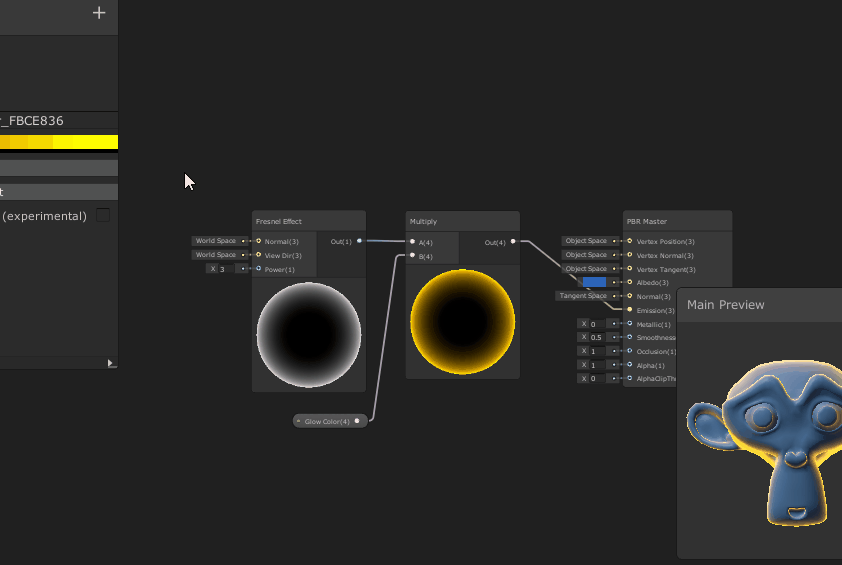 +
r_FBCE836
t
(experimental)
Fresnel Effect
World Space
Normal(3)
Out(1)
World Space
View Dir(3)
X 3
Power(1)
Multiply
A(4)
Out(4)
B(4)
Glow Color(4)
PBR Master
Object Space
Vertex Position(3)
Object Space
Vertex Normal(3)
Object Space
Vertex Tangent(3)
Albedo(3)
Tangent Space
Normal(3)
Emission(3)
X 0
Metallic(1)
X 0.5
Smoothness
X 1
Occlusion(1)
X 1
Alpha(1)
X 0
AlphaClipThr
Main Preview